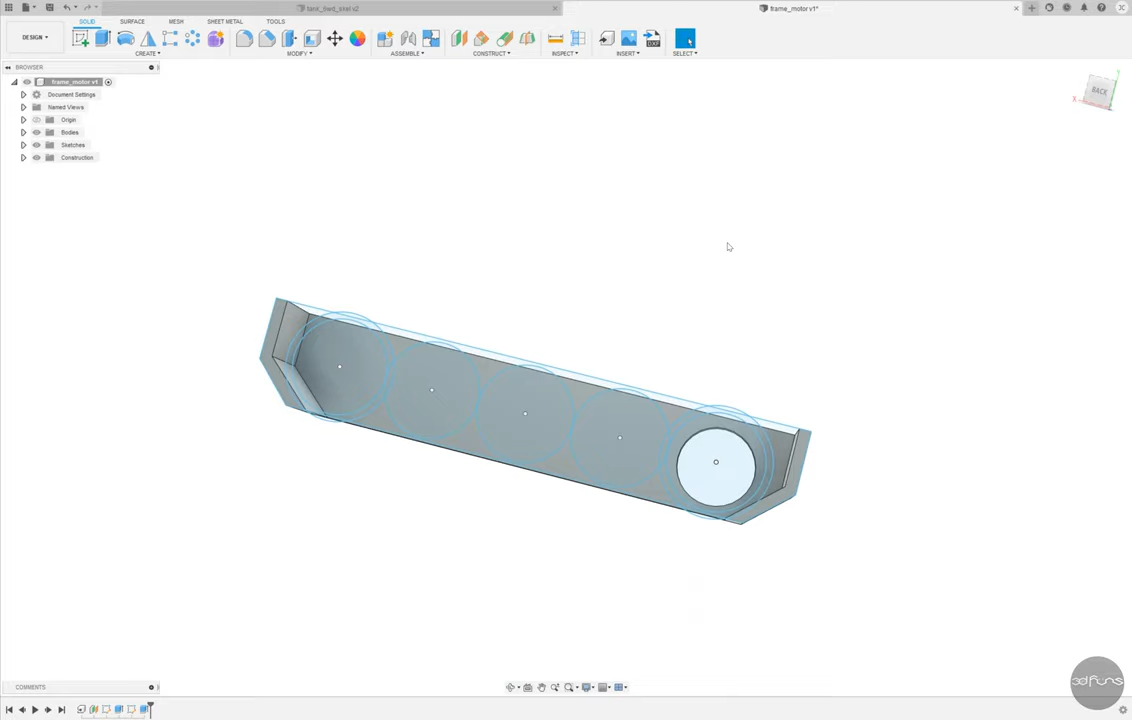 tank_fwd_skel v2
frame_motor v1*
DESIGN
SOLID
SURFACE
MESH
SHEET METAL
TOOLS
CREATE
MODIFY
ASSEMBLE
CONSTRUCT
INSPECT
INSERT
SELECT
BROWSER
frame_motor v1
Document Settings
Named Views
Origin
Bodies
Sketches
Construction
BACK
X
COMMENTS
3dfuns